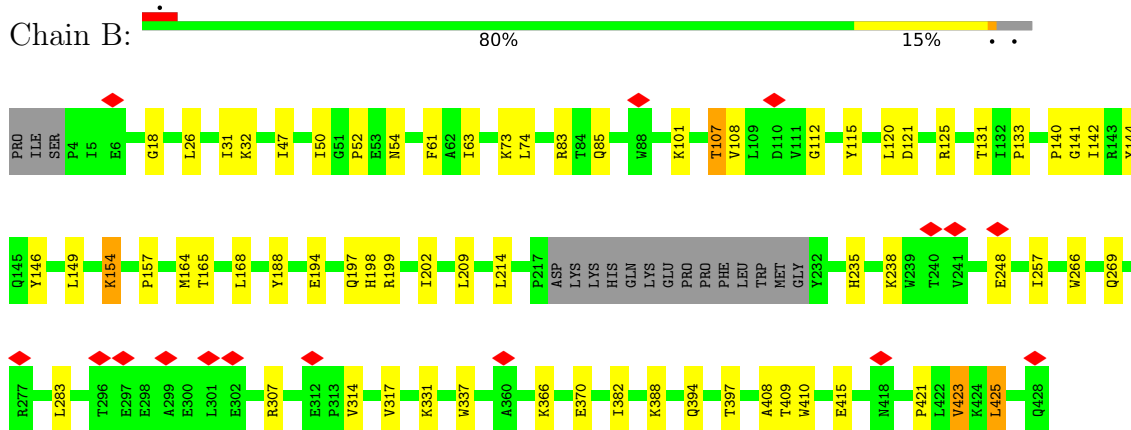 Chain B:
80% 15%
PRO ILE SER P4 I5 E6 G18 L26 I31 K32 I47 I50 G51 P52 E53 N54 F61 A62 I63 K73 L74 R83 T84 Q85 W88 K101 T107 V108 L109 D110 V111 G112 Y115 L120 D121 R125 T131 I132 P133 P140 G141 I142 R143 Y144
Q145 Y146 L149 K154 P157 M164 T165 L168 Y188 E194 Q197 H198 R199 I202 L209 L214 P217 ASP LYS LYS HIS GLN LYS GLU PRO PRO PHE LEU TRP MET GLY Y232 H235 K238 W239 T240 V241 E248 I257 W266 Q269
R277 L283 T296 E297 E298 A299 E300 L301 E302 R307 E312 P313 V314 V317 K331 W337 A360 K366 E370 I382 K388 Q394 T397 A408 T409 W410 E415 N418 P421 L422 V423 K424 L425 Q428